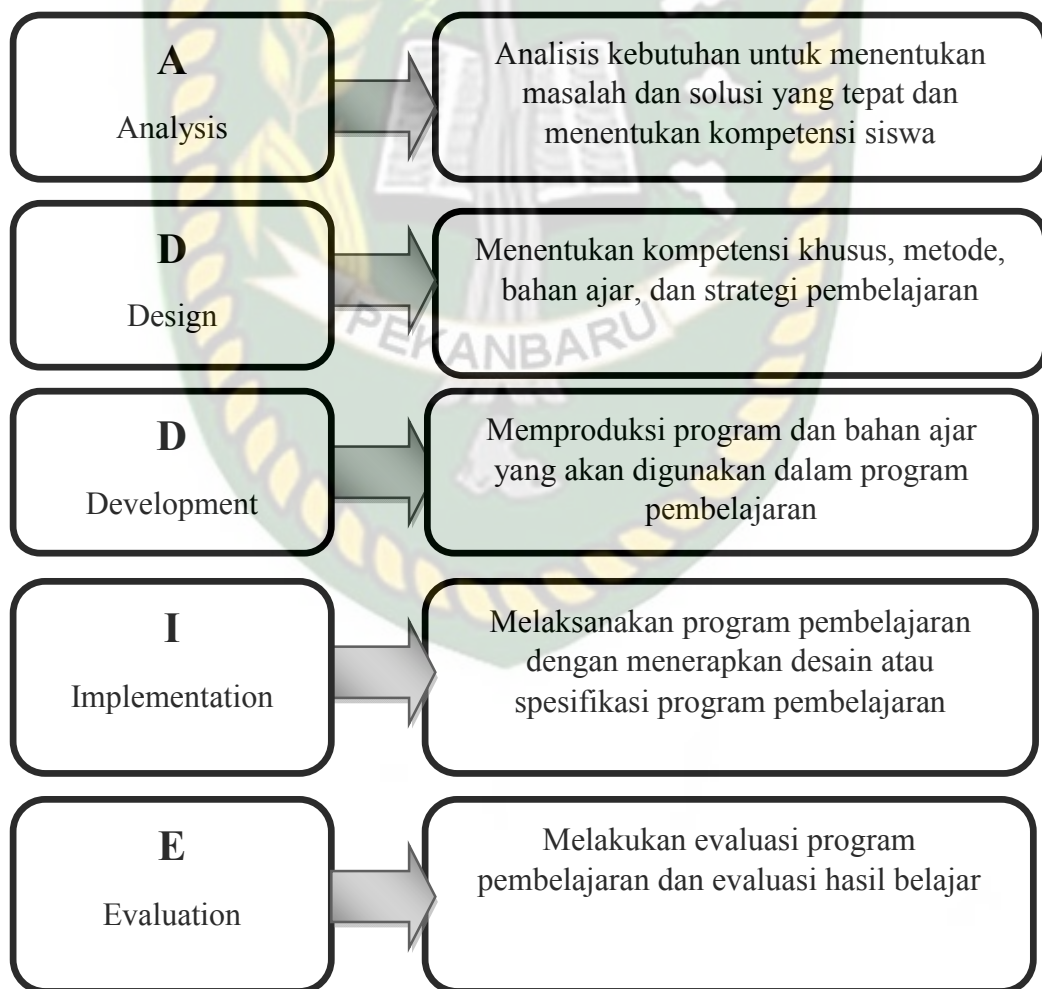 A
Analysis
Analisis kebutuhan untuk menentukan
masalah dan solusi yang tepat dan
menentukan kompetensi siswa
D
Design
Menentukan kompetensi khusus, metode,
bahan ajar, dan strategi pembelajaran
PEKANBARU
D
Development
Memproduksi program dan bahan ajar
yang akan digunakan dalam program
pembelajaran
I
Implementation
Melaksanakan program pembelajaran
dengan menerapkan desain atau
spesifikasi program pembelajaran
E
Evaluation
Melakukan evaluasi program
pembelajaran dan evaluasi hasil belajar